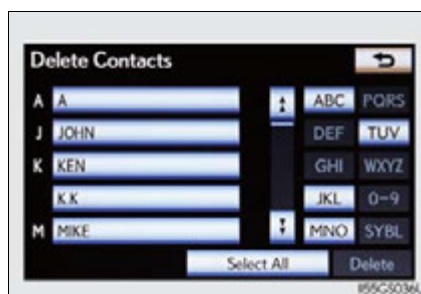 Delete Contacts
A A ABC PQRS
J JOHN DEF TUV
K KEN GHI WXYZ
K.K JKL 0-9
M MIKE MNO SYBL
Select All Delete
I155GS036U